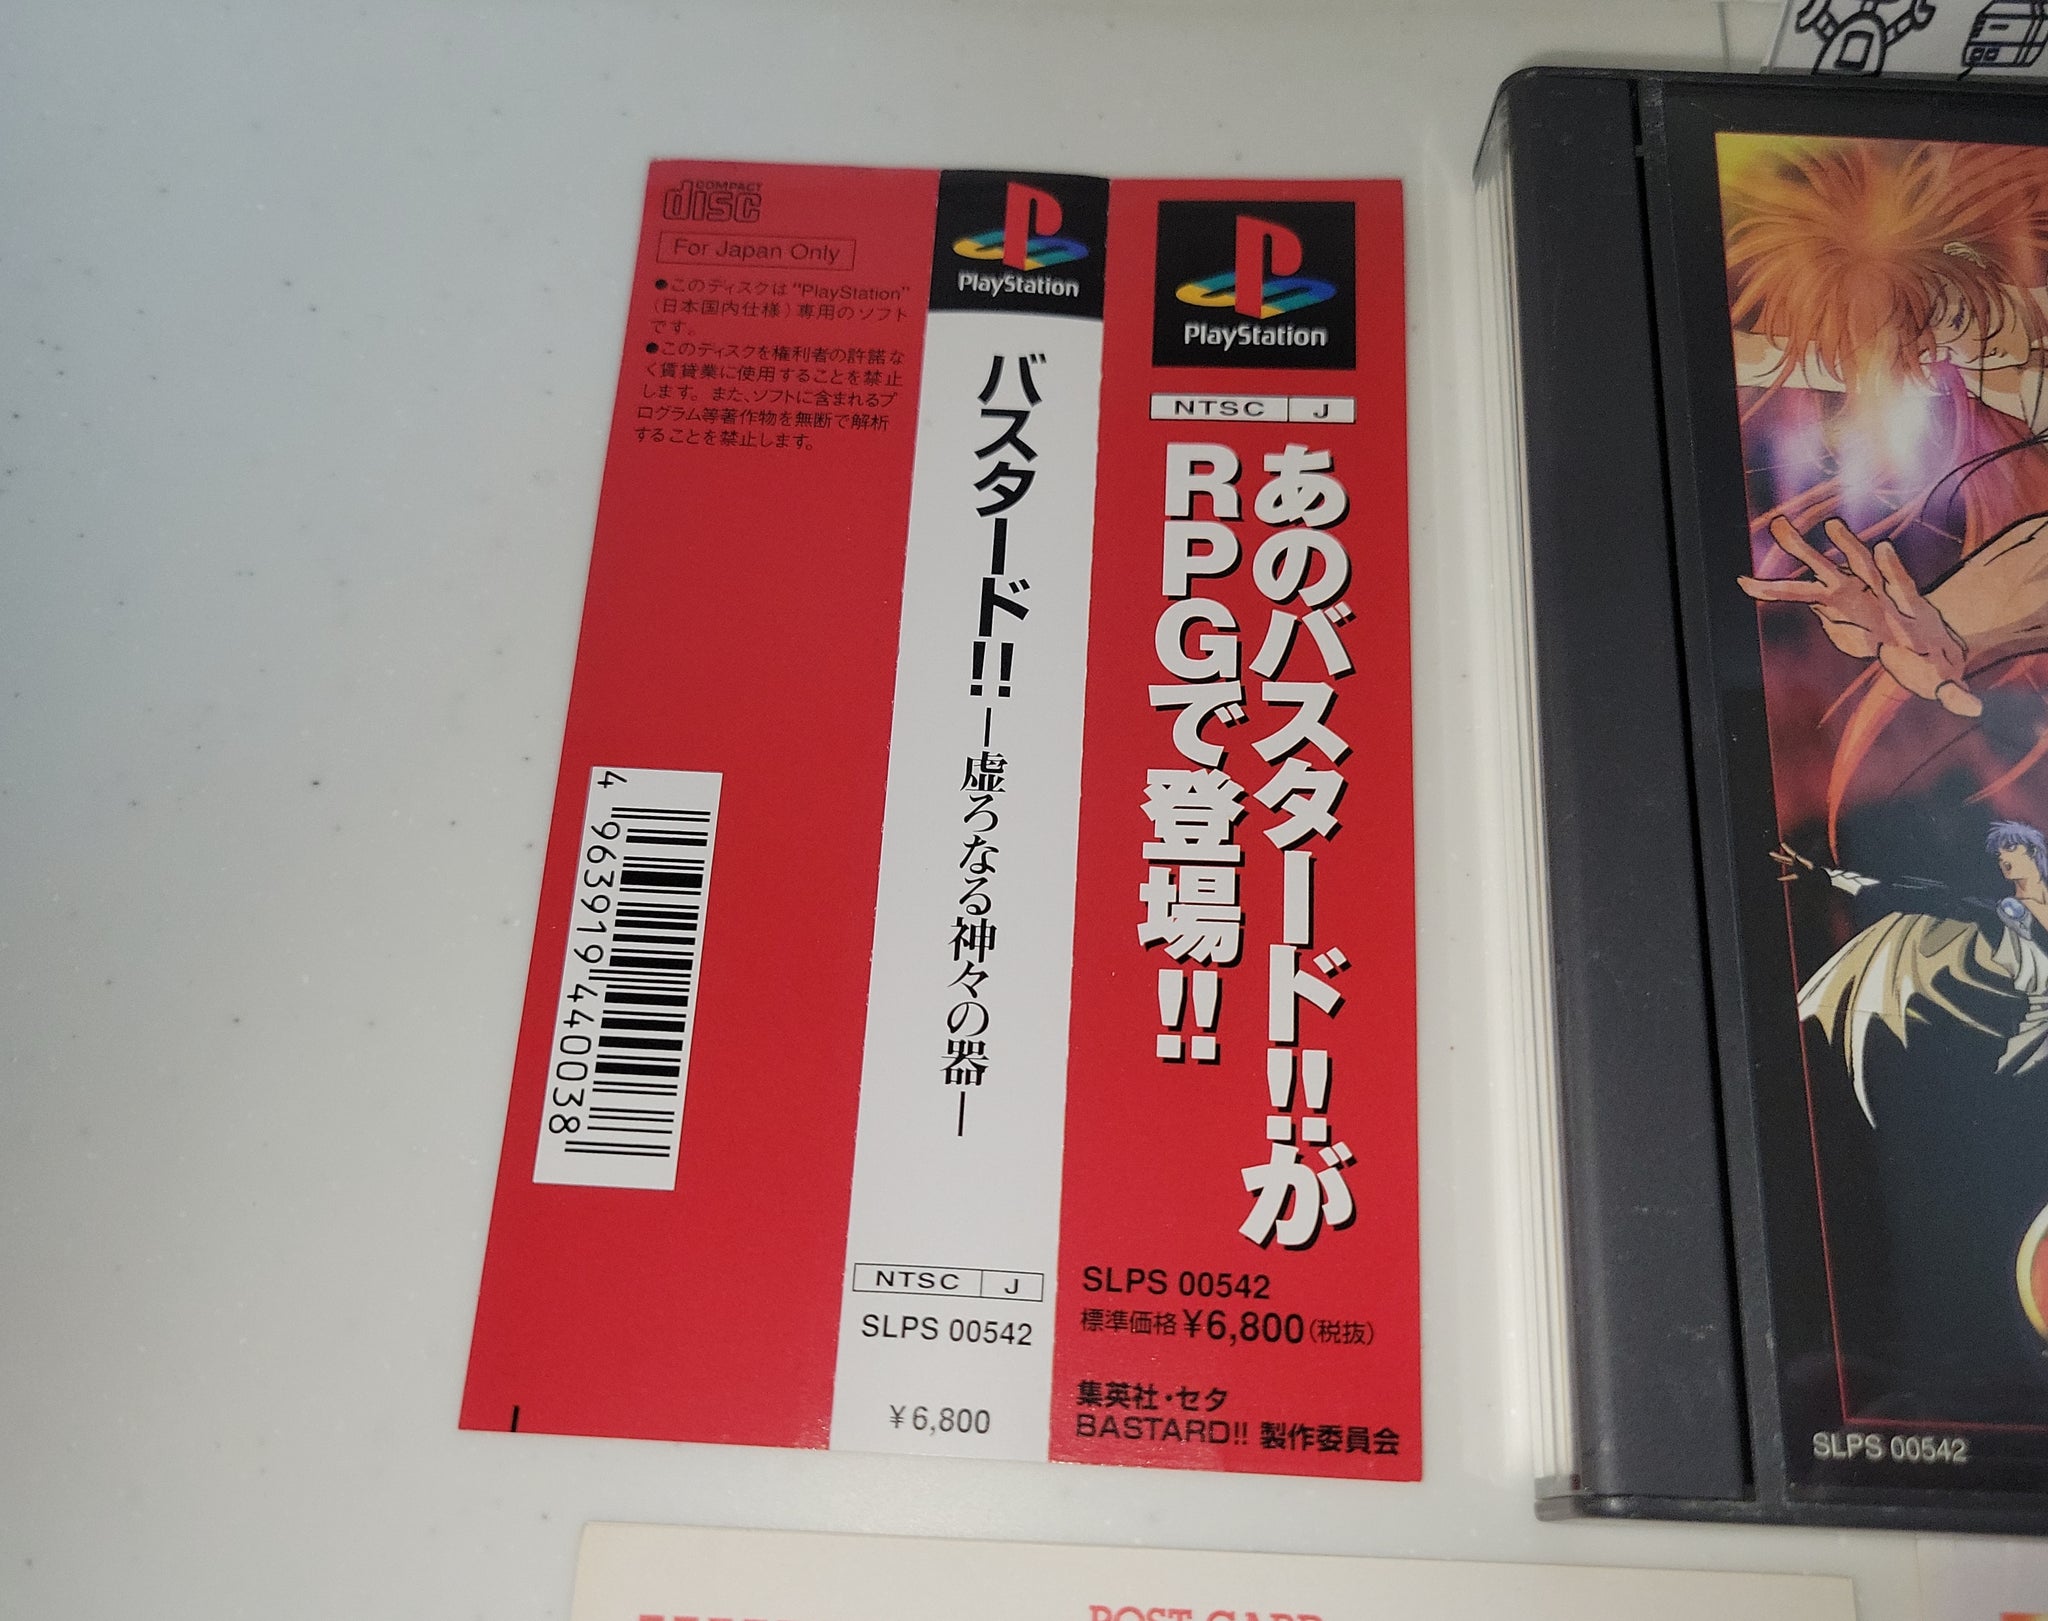 COMPACT
disc
For Japan Only
●このディスクは"PlayStation"
(日本国内仕様)専用のソフト
です。
●このディスクを権利者の許諾な
く賃貸業に使用することを禁止
します。また、ソフトに含まれるプ
ログラム等著作物を無断で解析
することを禁止します。
4 963919 440038
PlayStation
バスタード!! ―虚ろなる神々の器―
NTSC J
SLPS 00542
¥6,800
PlayStation
NTSC J
あのバスタード!!が
RPGで登場!!
SLPS 00542
標準価格¥6,800(税抜)
集英社・セタ
BASTARD!! 製作委員会
SLPS 00542
POST CARD